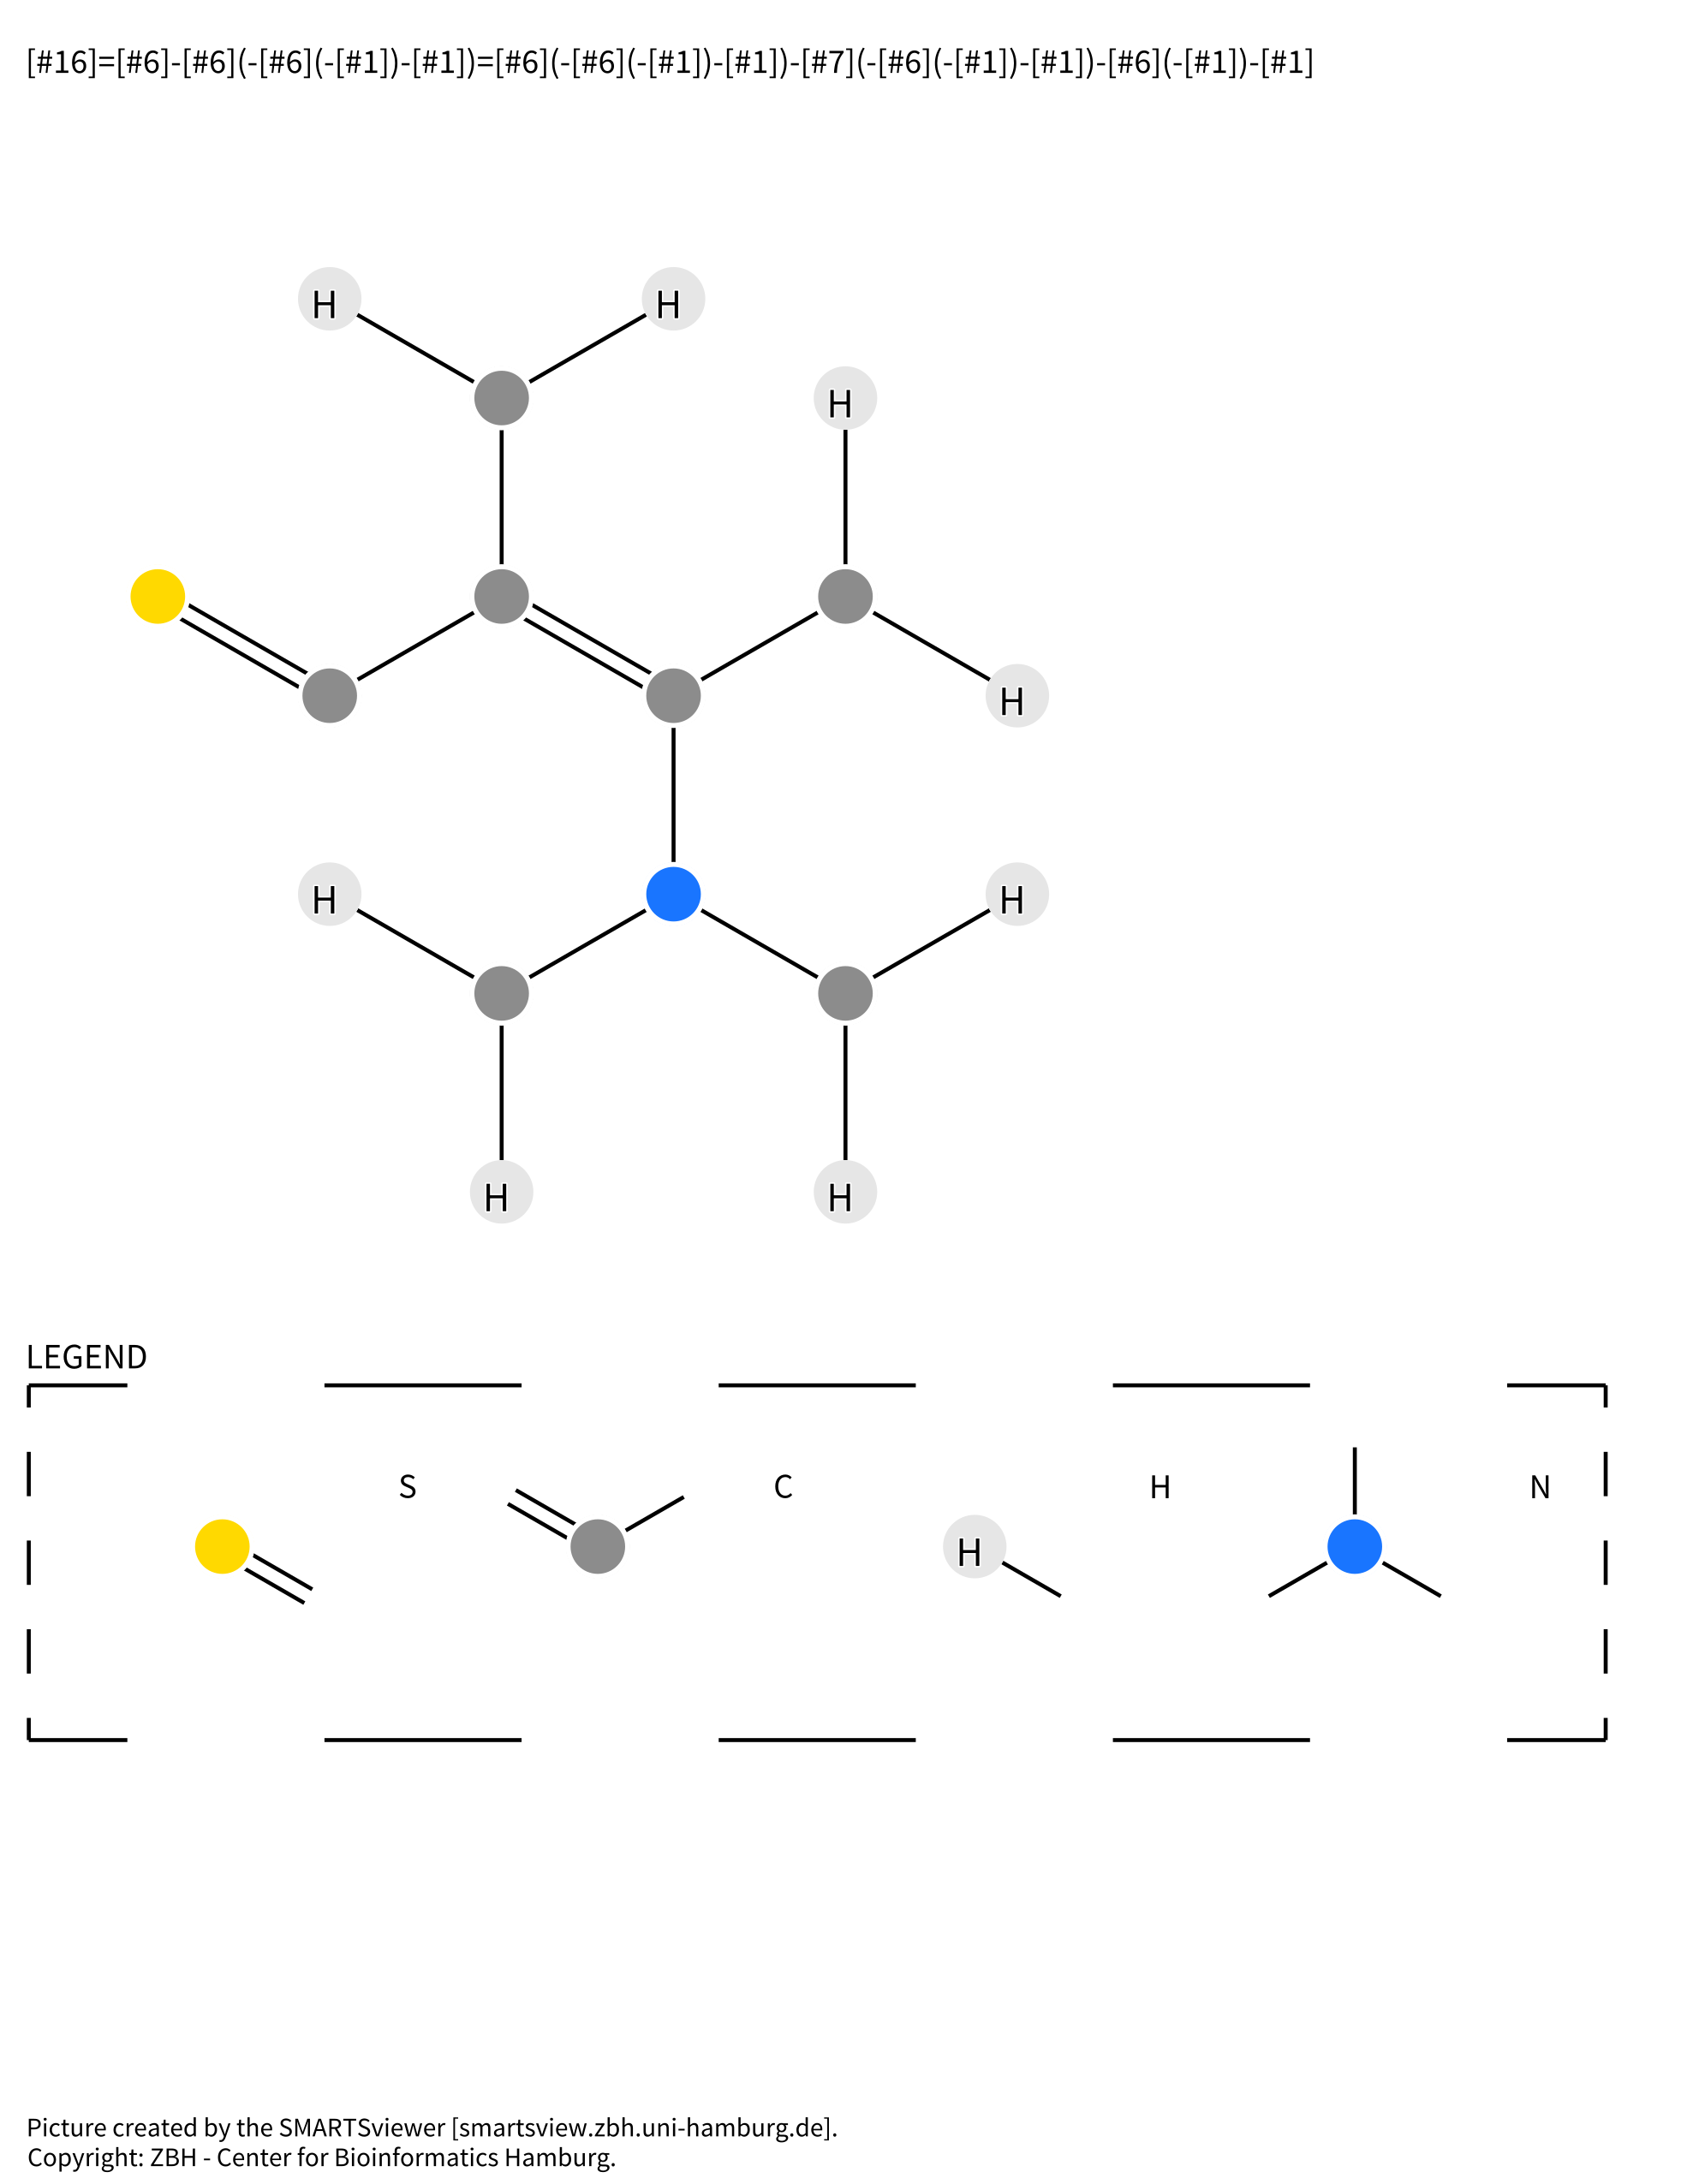 [#16]=[#6]-[#6](-[#6](-[#1])-[#1])=[#6](-[#6](-[#1])-[#1])-[#7](-[#6](-[#1])-[#1])-[#6](-[#1])-[#1]
H H
H
H
H H
H H
LEGEND
S C H N
H
Picture created by the SMARTSviewer [smartsview.zbh.uni-hamburg.de].
Copyright: ZBH - Center for Bioinformatics Hamburg.